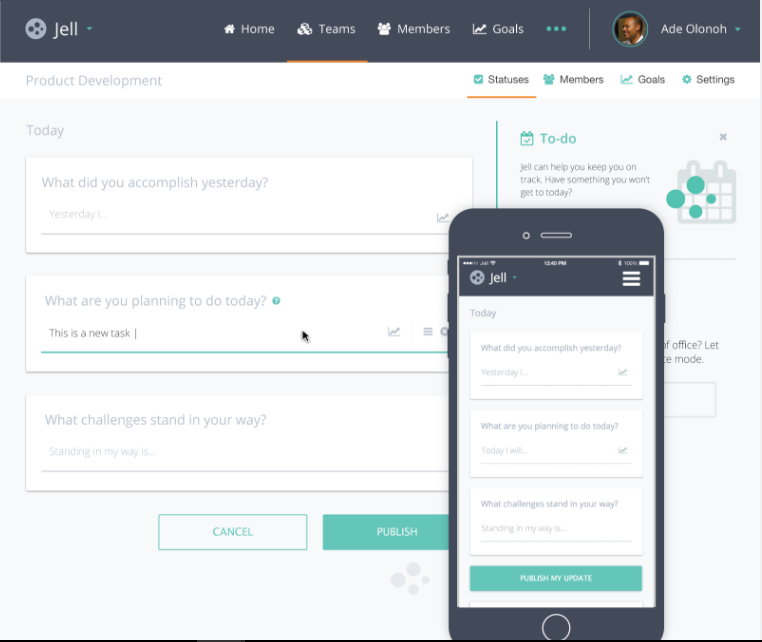 Jell
Home
Teams
Members
Goals
Ade Olonoh
Product Development
Statuses
Members
Goals
Settings
Today
What did you accomplish yesterday?
Yesterday I...
What are you planning to do today?
This is a new task |
What challenges stand in your way?
Standing in my way is...
CANCEL
PUBLISH
To-do
Jell can help you keep you on
track. Have something you won't
get to today?
of office? Let
ce mode.
Jell
12:45 PM
100%
Jell
Today
What did you accomplish yesterday?
Yesterday I...
What are you planning to do today?
Today I will...
What challenges stand in your way?
Standing in my way is...
PUBLISH MY UPDATE